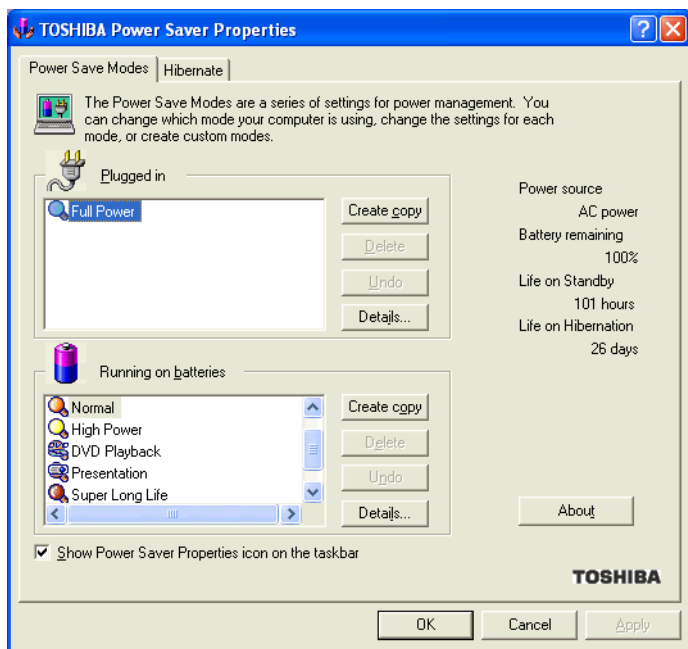 TOSHIBA Power Saver Properties
Power Save Modes
Hibernate
The Power Save Modes are a series of settings for power management. You
can change which mode your computer is using, change the settings for each
mode, or create custom modes.
Plugged in
Full Power
Create copy
Delete
Undo
Details...
Power source
AC power
Battery remaining
100%
Life on Standby
101 hours
Life on Hibernation
26 days
Running on batteries
Normal
High Power
DVD Playback
Presentation
Super Long Life
Create copy
Delete
Undo
Details...
About
Show Power Saver Properties icon on the taskbar
TOSHIBA
OK
Cancel
Apply